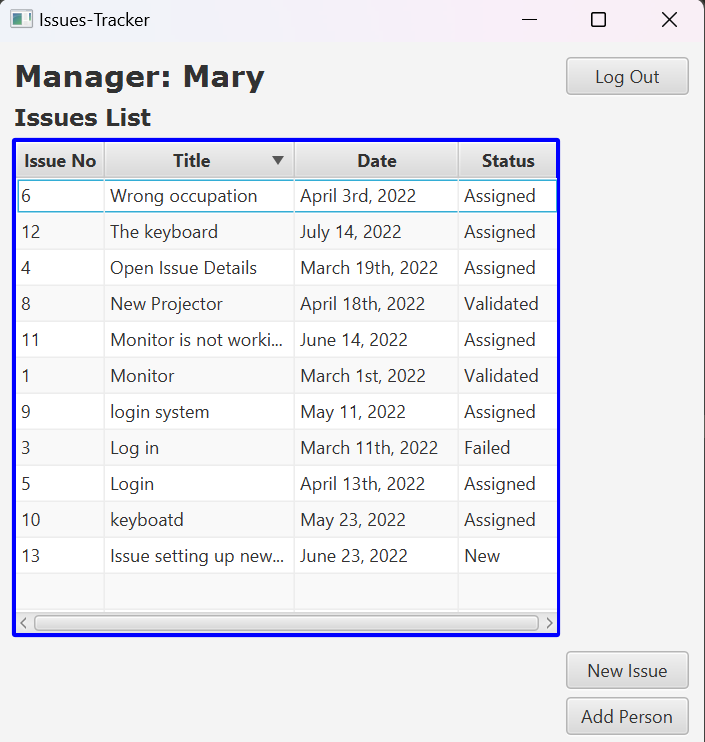 Issues-Tracker
Manager: Mary
Log Out
Issues List
Issue No Title Date Status
6 Wrong occupation April 3rd, 2022 Assigned
12 The keyboard July 14, 2022 Assigned
4 Open Issue Details March 19th, 2022 Assigned
8 New Projector April 18th, 2022 Validated
11 Monitor is not worki... June 14, 2022 Assigned
1 Monitor March 1st, 2022 Validated
9 login system May 11, 2022 Assigned
3 Log in March 11th, 2022 Failed
5 Login April 13th, 2022 Assigned
10 keyboatd May 23, 2022 Assigned
13 Issue setting up new... June 23, 2022 New
New Issue
Add Person